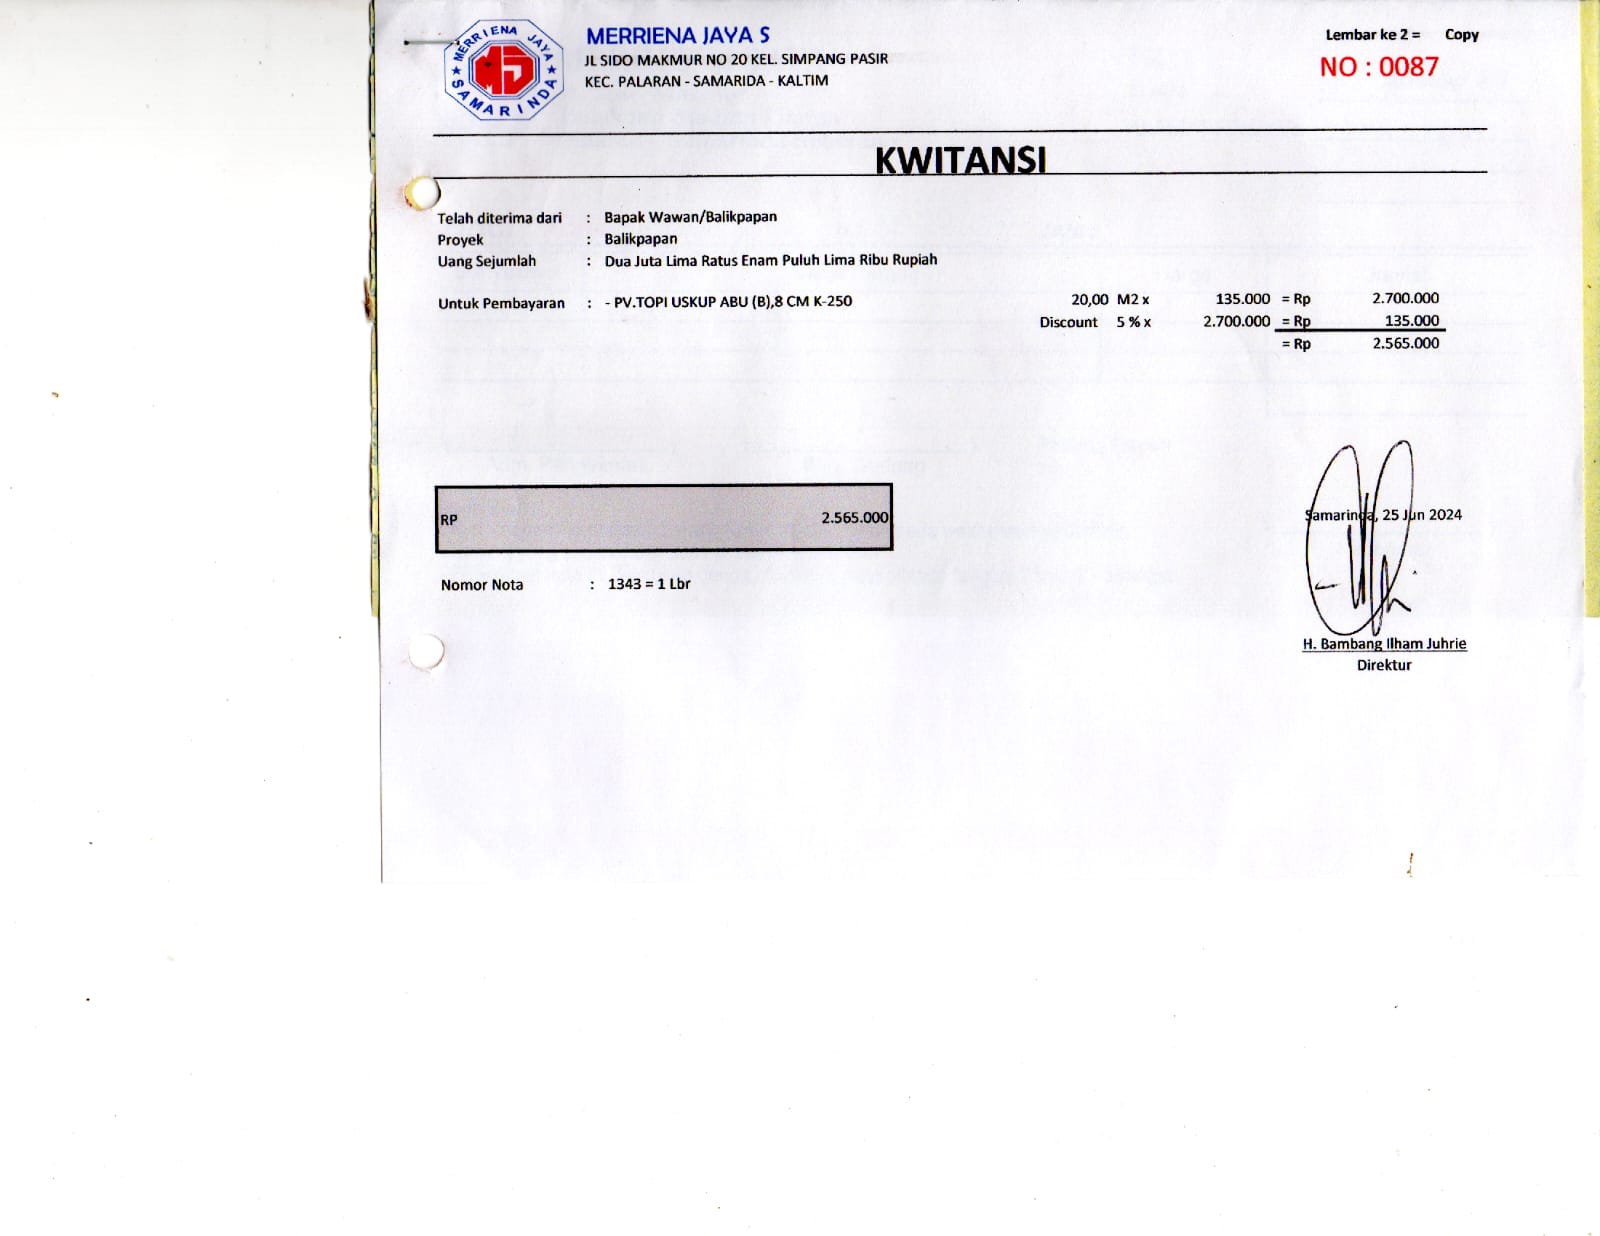 MERRIENA JAYA
SAMARINDA
MERRIENA JAYA S
JL SIDO MAKMUR NO 20 KEL. SIMPANG PASIR
KEC. PALARAN - SAMARIDA - KALTIM
Lembar ke 2 = Copy
NO : 0087
KWITANSI
Telah diterima dari : Bapak Wawan/Balikpapan
Proyek : Balikpapan
Uang Sejumlah : Dua Juta Lima Ratus Enam Puluh Lima Ribu Rupiah
Untuk Pembayaran : - PV.TOPI USKUP ABU (B),8 CM K-250 20,00 M2 x 135.000 = Rp 2.700.000
Discount 5 % x 2.700.000 = Rp 135.000
= Rp 2.565.000
RP 2.565.000
Samarinda, 25 Jun 2024
Nomor Nota : 1343 = 1 Lbr
H. Bambang Ilham Juhrie
Direktur